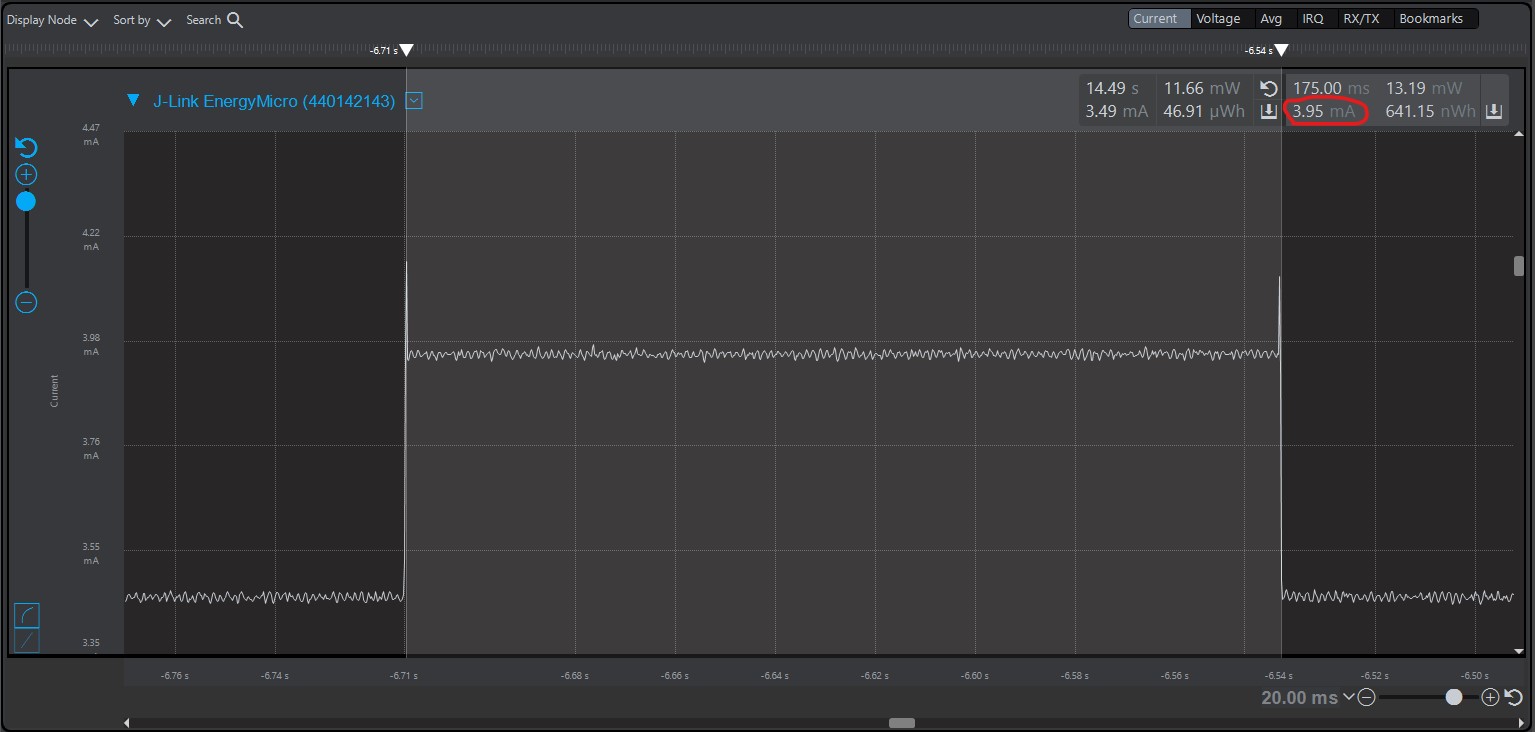 Display Node Sort by Search Current Voltage Avg IRQ RX/TX Bookmarks
-6.71 s -6.54 s
J-Link EnergyMicro (440142143)
14.49 s 11.66 mW 175.00 ms 13.19 mW
3.49 mA 46.91 µWh 3.95 mA 641.15 nWh
4.47
mA
4.22
mA
3.98
mA
Current
3.76
mA
3.55
mA
3.35
-6.76 s -6.74 s -6.71 s -6.68 s -6.66 s -6.64 s -6.62 s -6.60 s -6.58 s -6.56 s -6.54 s -6.52 s -6.50 s
20.00 ms